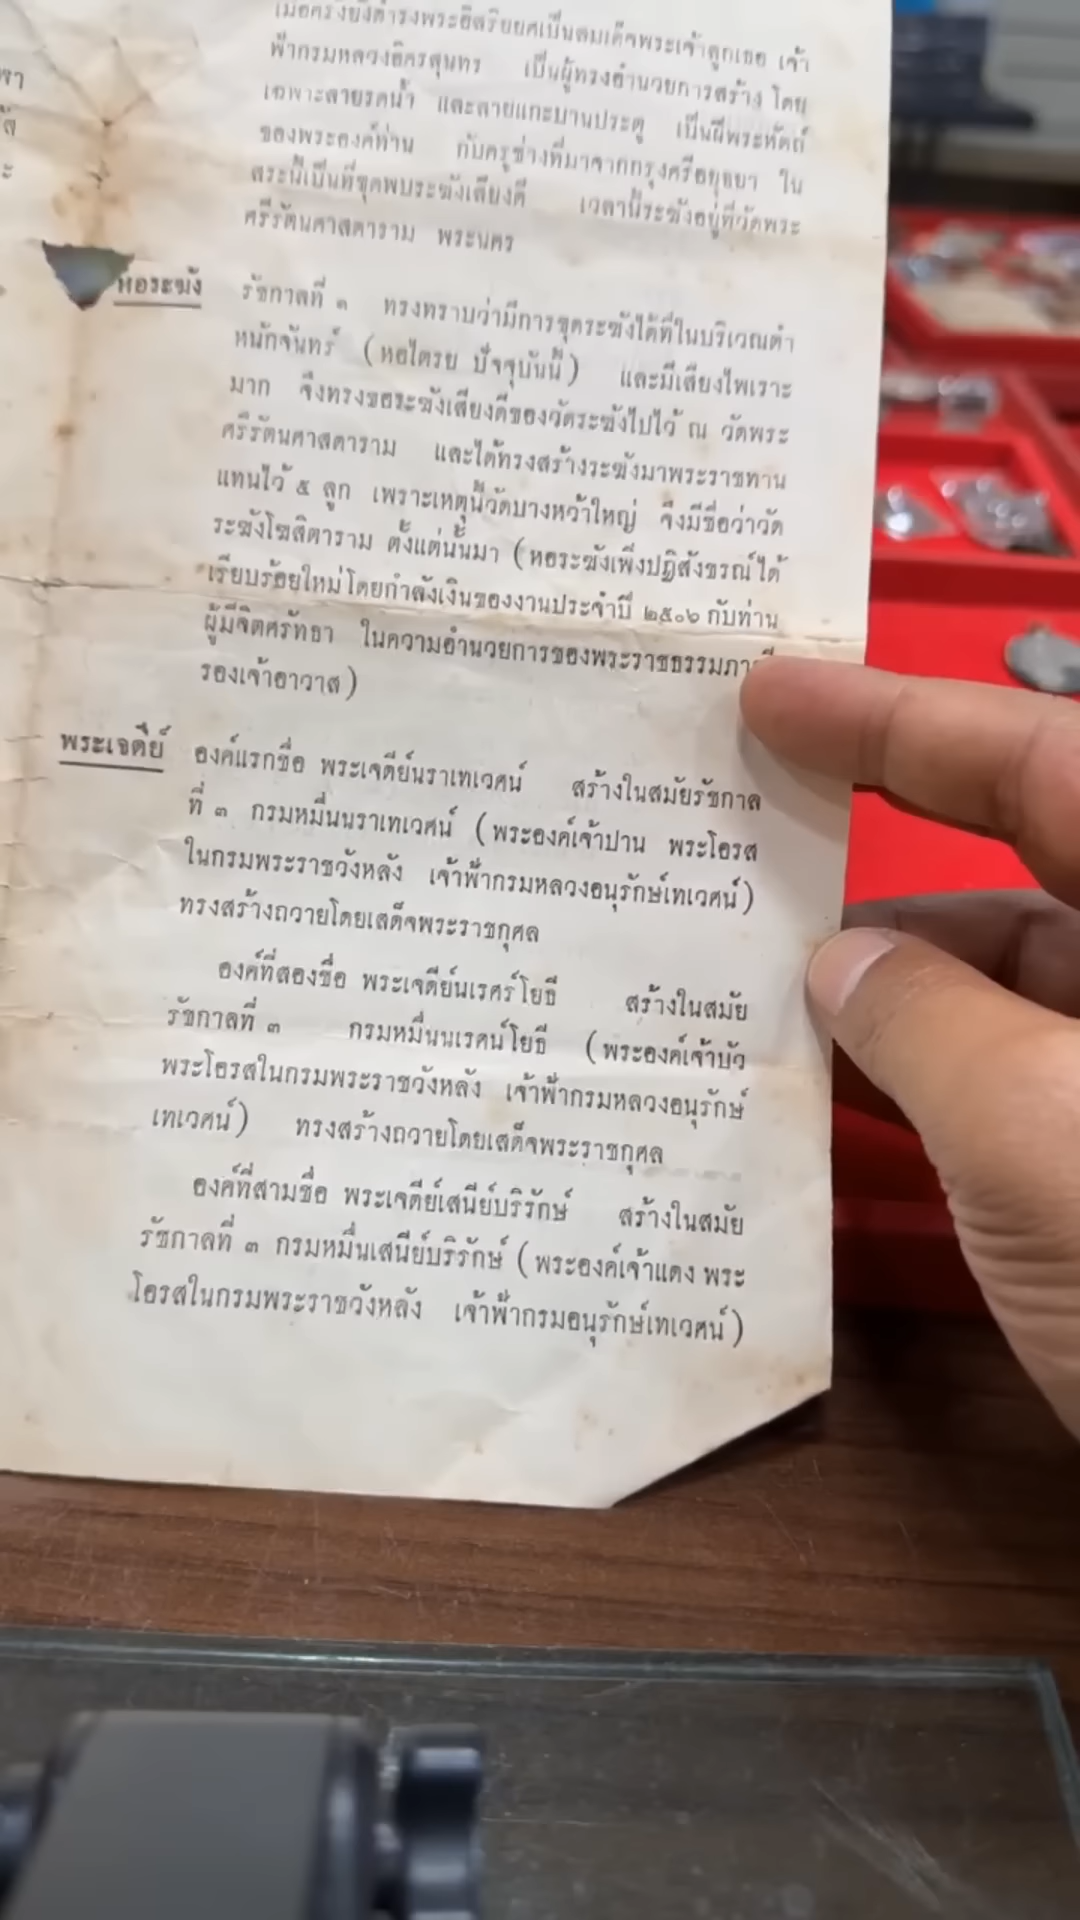 เมื่อครั้งยังดำรงพระอิสริยยศเป็นสมเด็จพระเจ้าลูกเธอ เจ้า
ฟ้ากรมหลวงอิศรสุนทร เป็นผู้ทรงอำนวยการสร้าง โดย
เฉพาะลายรดน้ำ และลายแกะบานประตู เป็นฝีพระหัตถ์
ของพระองค์ท่าน กับครูช่างที่มาจากกรุงศรีอยุธยา ใน
สระนี้เป็นที่ขุดพบระฆังเสียงดี เวลานี้ระฆังอยู่ที่วัดพระ
ศรีรัตนศาสดาราม พระนคร
หอระฆัง รัชกาลที่ ๑ ทรงทราบว่ามีการขุดระฆังได้ที่ในบริเวณตำ
หนักจันทร์ (หอไตรย ปัจจุบันนี้) และมีเสียงไพเราะ
มาก จึงทรงขอระฆังเสียงดีของวัดระฆังไปไว้ ณ วัดพระ
ศรีรัตนศาสดาราม และได้ทรงสร้างระฆังมาพระราชทาน
แทนไว้ ๕ ลูก เพราะเหตุนี้วัดบางหว้าใหญ่ จึงมีชื่อว่าวัด
ระฆังโฆสิตาราม ตั้งแต่นั้นมา (หอระฆังเพิ่งปฏิสังขรณ์ได้
เรียบร้อยใหม่โดยกำลังเงินของงานประจำปี ๒๕๐๖ กับท่าน
ผู้มีจิตศรัทธา ในความอำนวยการของพระราชธรรมภาณี
รองเจ้าอาวาส)
พระเจดีย์ องค์แรกชื่อ พระเจดีย์นราเทเวศน์ สร้างในสมัยรัชกาล
ที่ ๓ กรมหมื่นนราเทเวศน์ (พระองค์เจ้าปาน พระโอรส
ในกรมพระราชวังหลัง เจ้าฟ้ากรมหลวงอนุรักษ์เทเวศน์)
ทรงสร้างถวายโดยเสด็จพระราชกุศล
องค์ที่สองชื่อ พระเจดีย์นเรศร์โยธี สร้างในสมัย
รัชกาลที่ ๓ กรมหมื่นนเรศน์โยธี (พระองค์เจ้าบัว
พระโอรสในกรมพระราชวังหลัง เจ้าฟ้ากรมหลวงอนุรักษ์
เทเวศน์) ทรงสร้างถวายโดยเสด็จพระราชกุศล
องค์ที่สามชื่อ พระเจดีย์เสนีย์บริรักษ์ สร้างในสมัย
รัชกาลที่ ๓ กรมหมื่นเสนีย์บริรักษ์ (พระองค์เจ้าแดง พระ
โอรสในกรมพระราชวังหลัง เจ้าฟ้ากรมอนุรักษ์เทเวศน์)